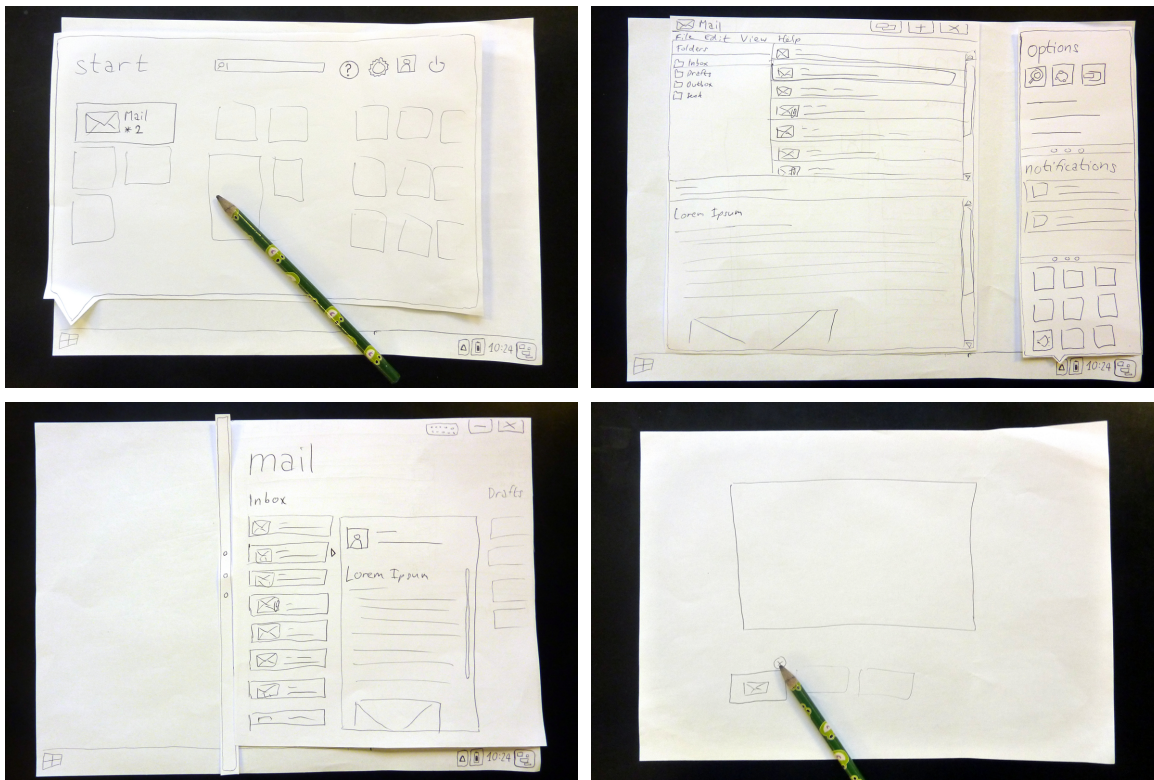 start
?
Mail
* 2
10:24
Mail
File Edit View Help
Folders
Inbox
Drafts
Outbox
Sent
Lorem Ipsum
Options
notifications
10:24
mail
Inbox
Drafts
Lorem Ipsum
10:24